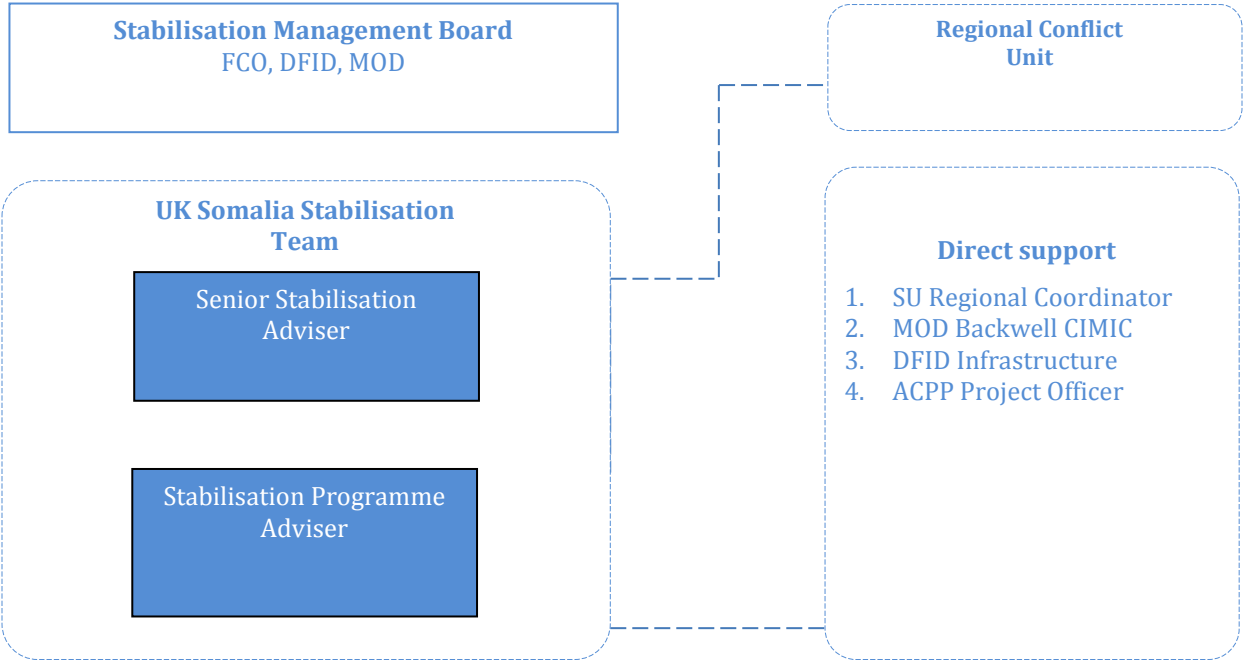 Stabilisation Management Board
FCO, DFID, MOD
Regional Conflict
Unit
UK Somalia Stabilisation
Team
Senior Stabilisation
Adviser
Stabilisation Programme
Adviser
Direct support
1. SU Regional Coordinator
2. MOD Backwell CIMIC
3. DFID Infrastructure
4. ACPP Project Officer